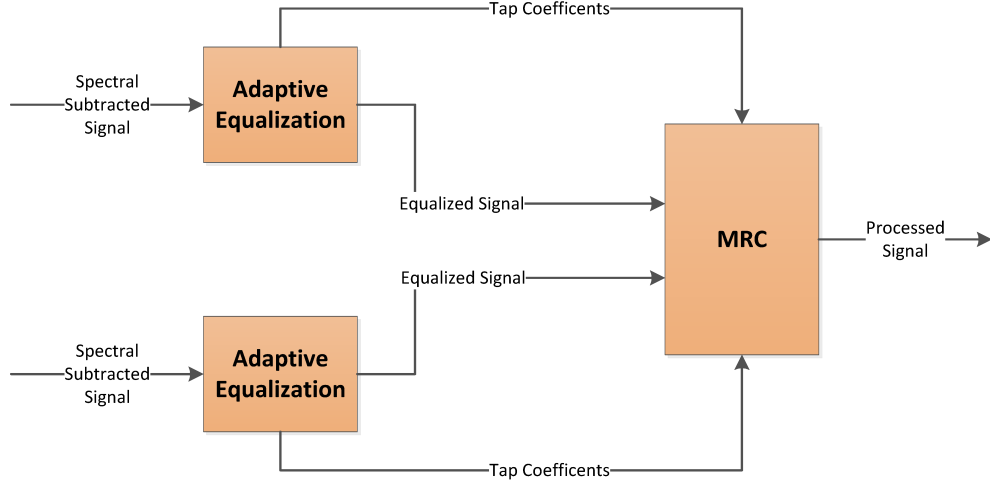 Tap Coefficents
Spectral
Subtracted
Signal
Adaptive
Equalization
Equalized Signal
MRC
Processed
Signal
Equalized Signal
Spectral
Subtracted
Signal
Adaptive
Equalization
Tap Coefficents